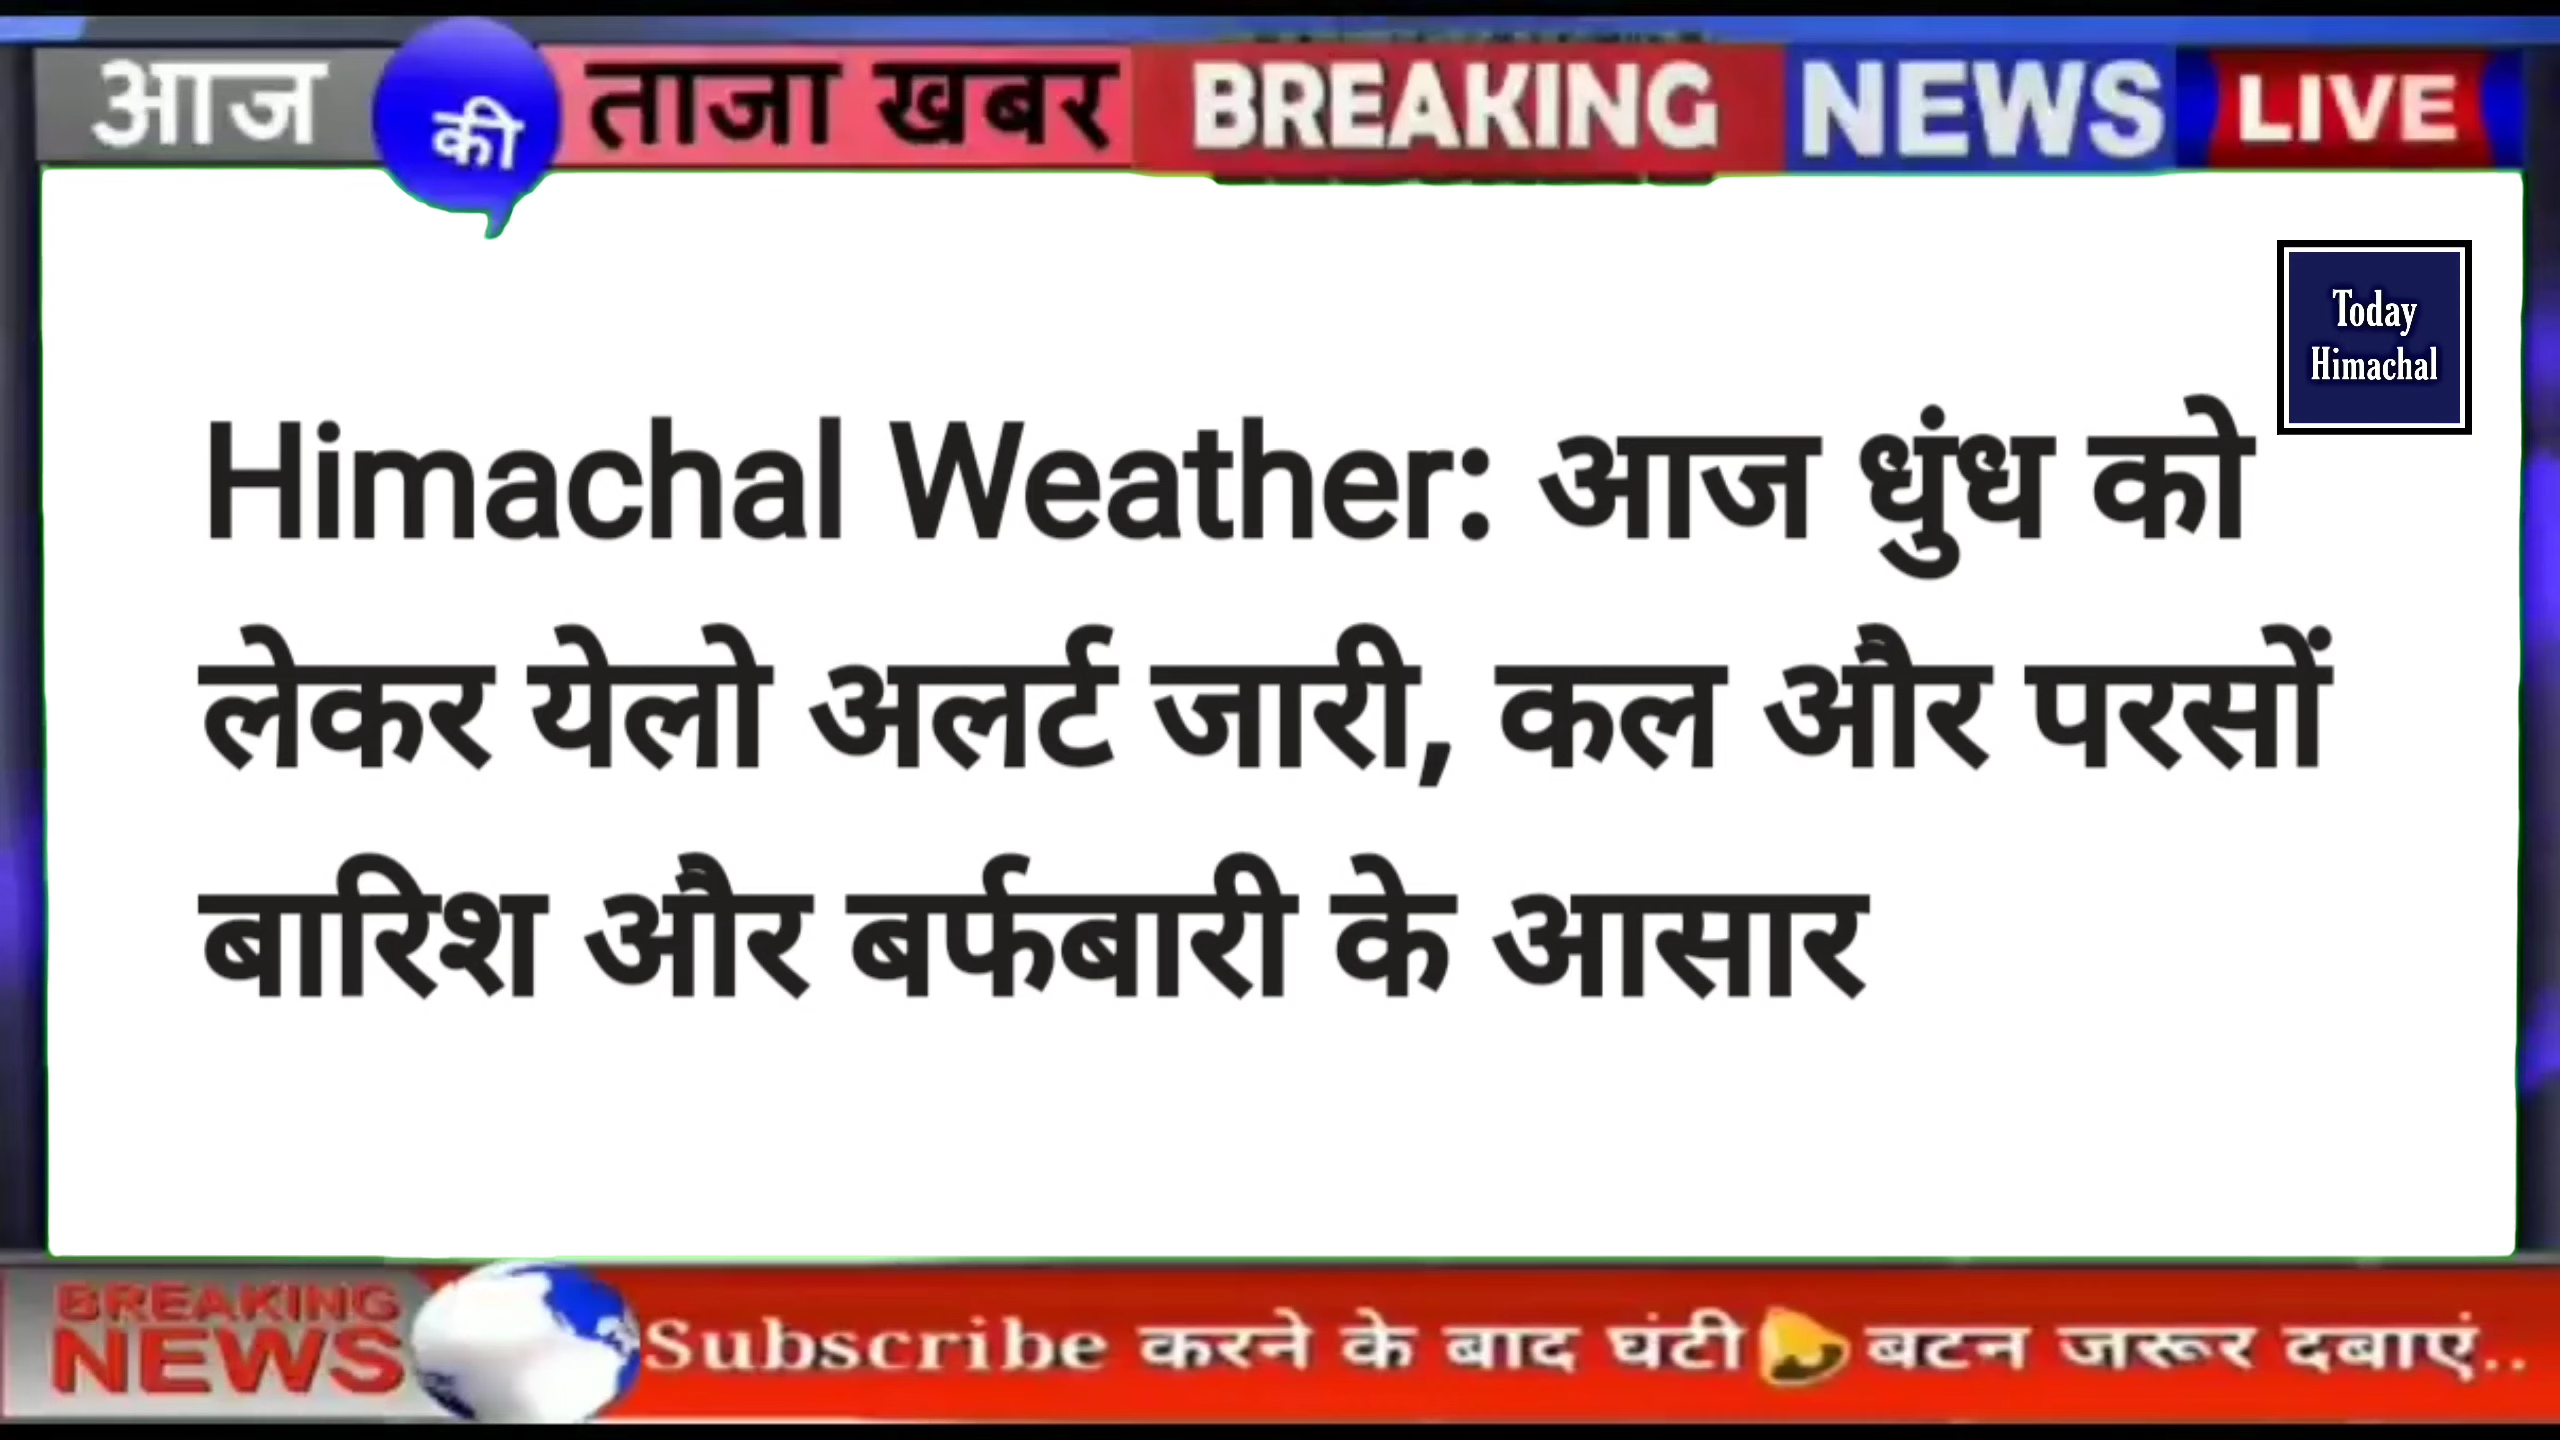 आज की ताजा खबर BREAKING NEWS LIVE
Today
Himachal
Himachal Weather: आज धुंध को
लेकर येलो अलर्ट जारी, कल और परसों
बारिश और बर्फबारी के आसार
BREAKING
NEWS
Subscribe करने के बाद घंटी बटन जरूर दबाएं..